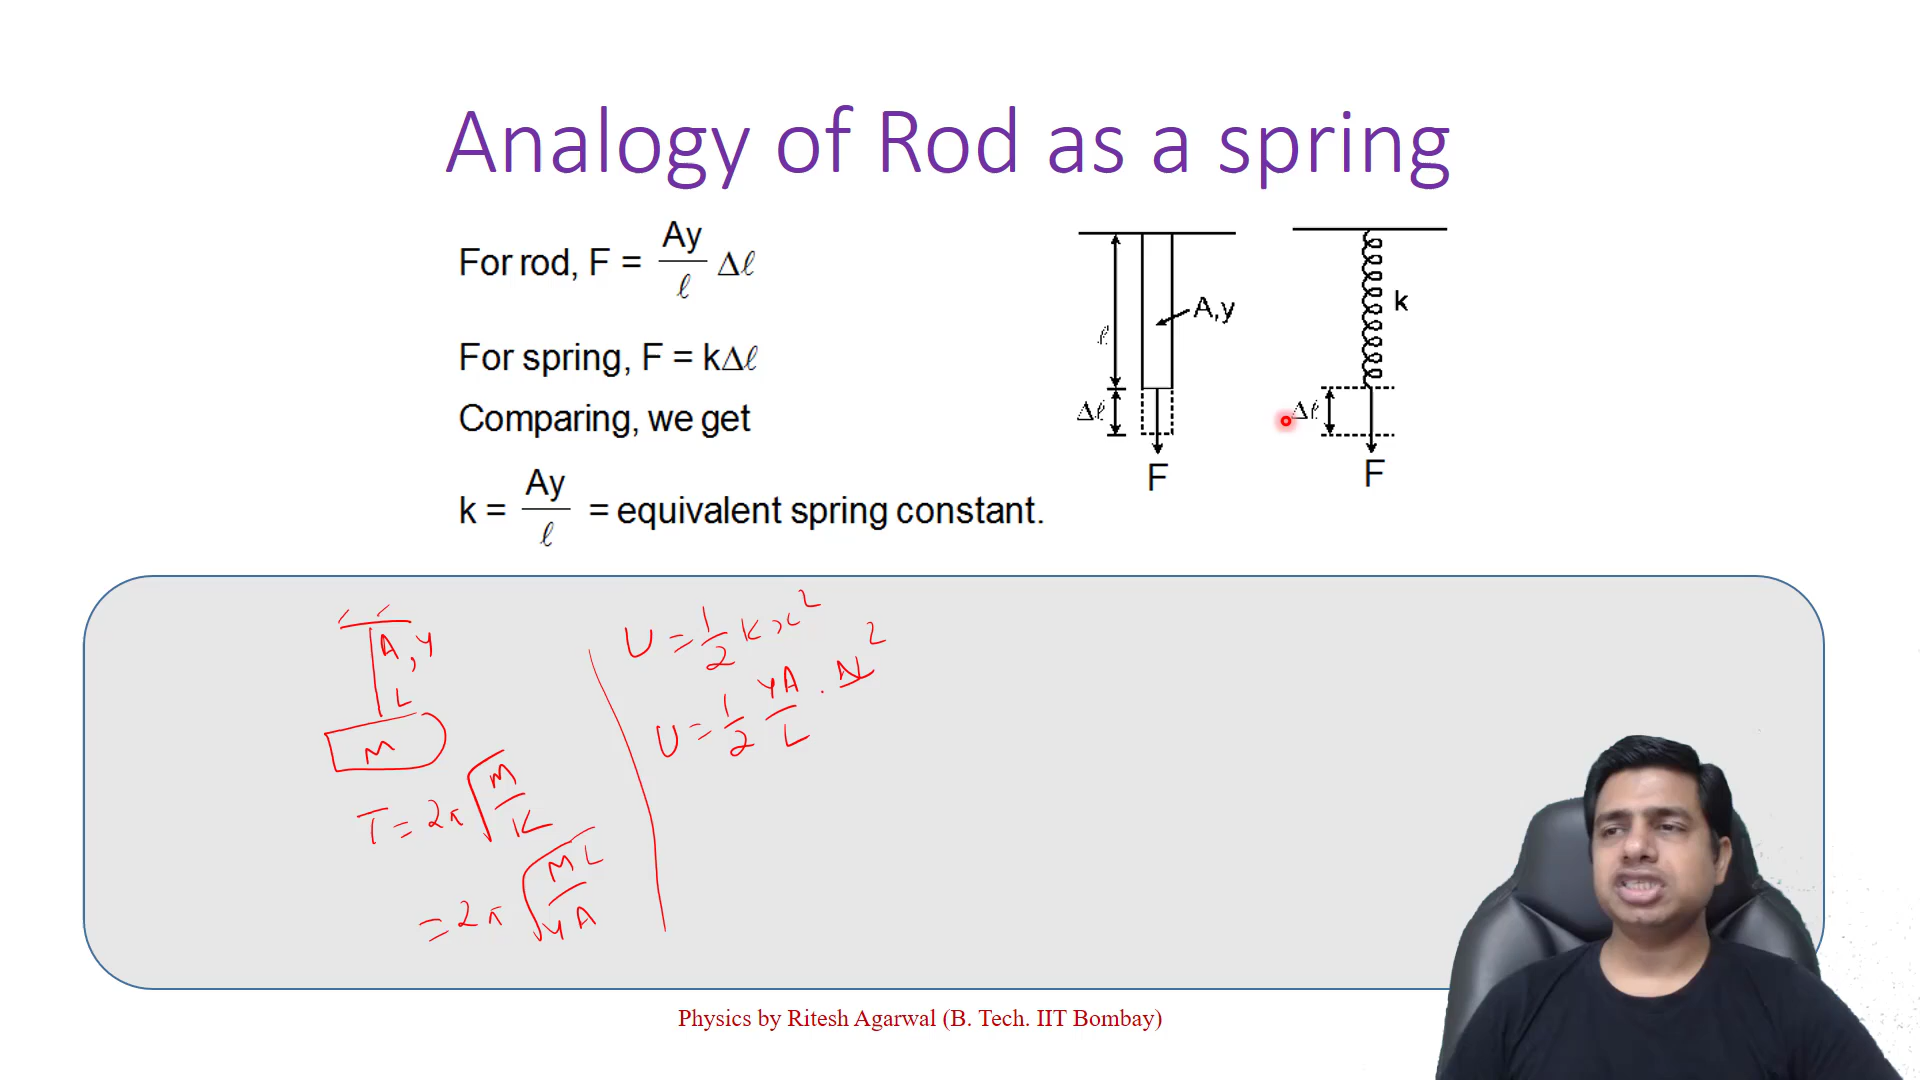 Analogy of Rod as a spring
For rod, F = Ay/ℓ Δℓ
For spring, F = kΔℓ
Comparing, we get
k = Ay/ℓ = equivalent spring constant.
ℓ
A,y
Δℓ
F
k
Δℓ
F
A, Y
L
M
T = 2π √(M/K)
= 2π √(ML/YA)
U = 1/2 K x²
U = 1/2 YA/L . Δl²
Physics by Ritesh Agarwal (B. Tech. IIT Bombay)